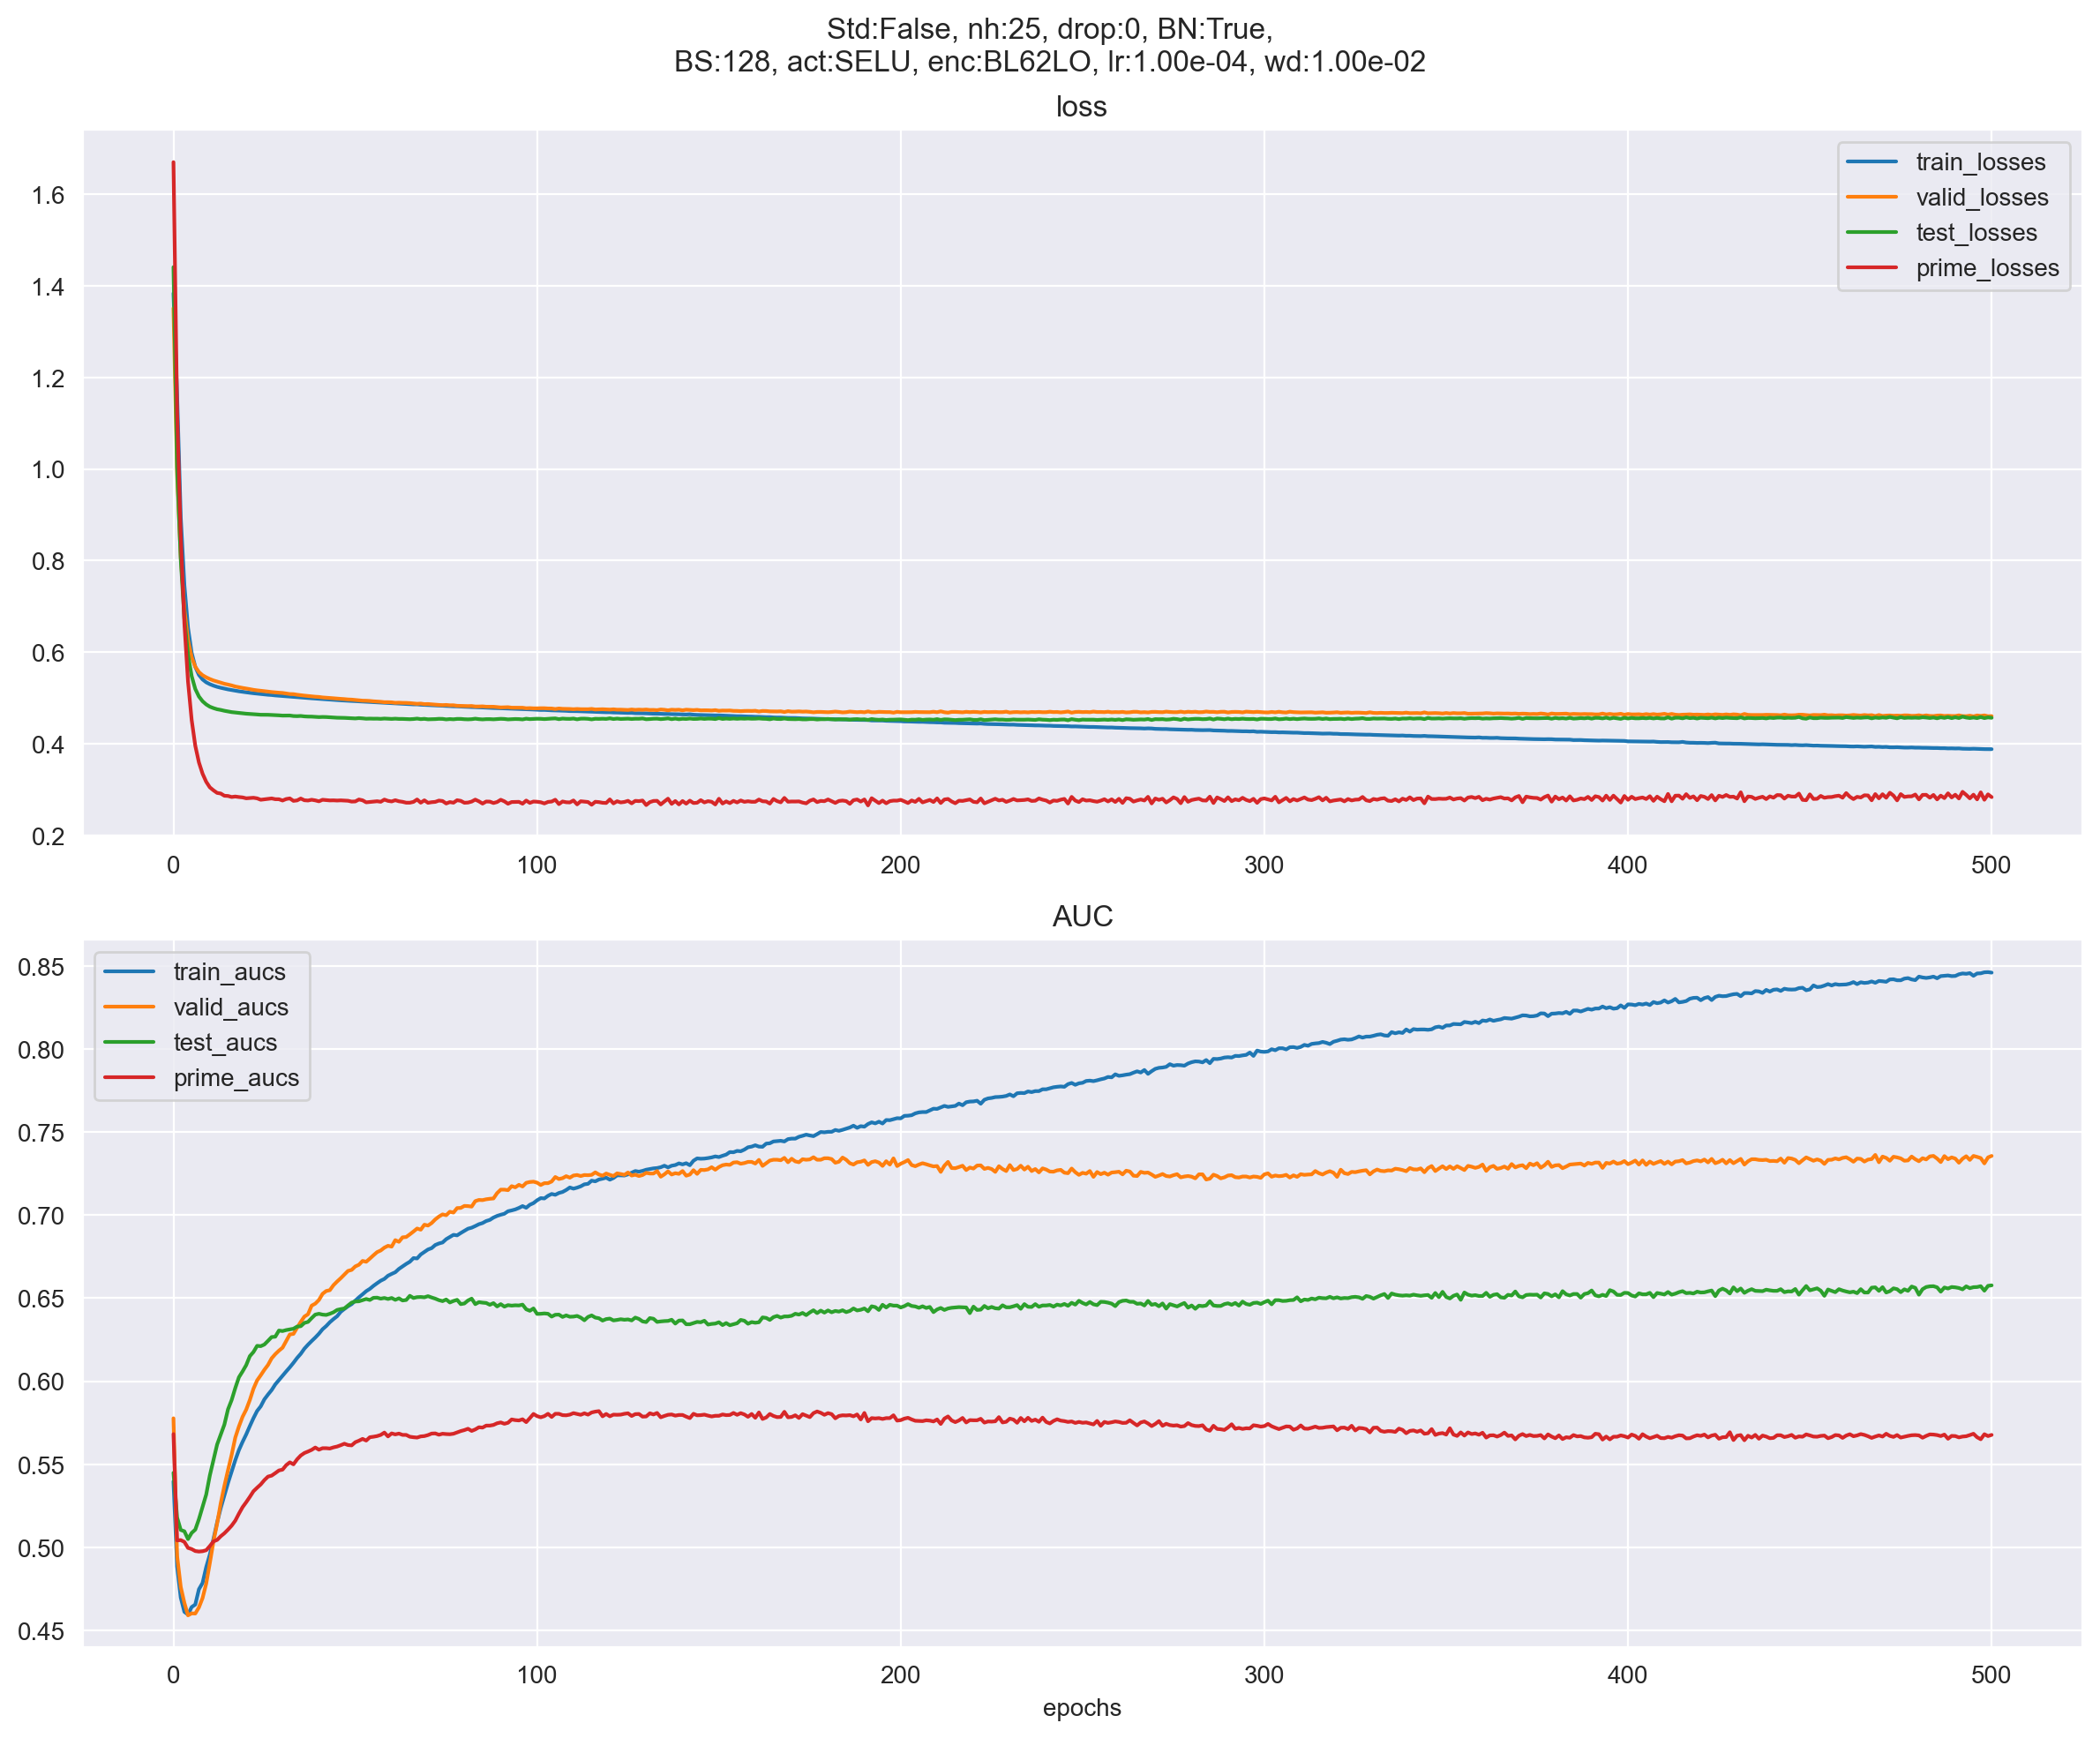 Std:False, nh:25, drop:0, BN:True,
BS:128, act:SELU, enc:BL62LO, lr:1.00e-04, wd:1.00e-02
loss
train_losses
valid_losses
test_losses
prime_losses
1.6
1.4
1.2
1.0
0.8
0.6
0.4
0.2
0 100 200 300 400 500
AUC
train_aucs
valid_aucs
test_aucs
prime_aucs
0.85
0.80
0.75
0.70
0.65
0.60
0.55
0.50
0.45
0 100 200 300 400 500
epochs